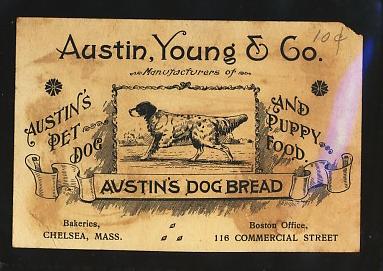 10¢
Austin, Young & Co.
Manufacturers of
AUSTIN'S PET DOG
AND PUPPY FOOD.
AUSTIN'S DOG BREAD
Bakeries,
CHELSEA, MASS.
Boston Office,
116 COMMERCIAL STREET